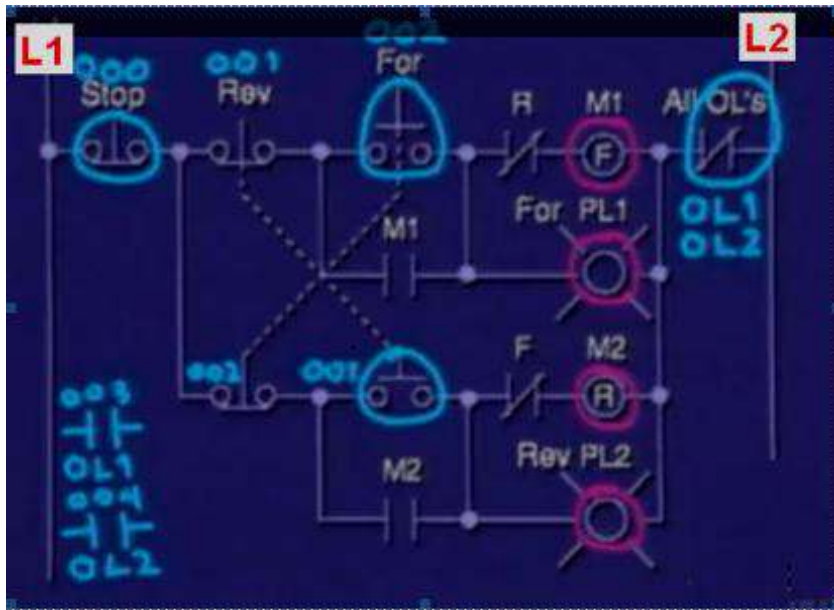 L1
L2
000
001
002
Stop
Rev
For
R
M1
All OL's
F
For PL1
OL1
OL2
M1
002
001
F
M2
R
003
OL1
004
OL2
M2
Rev PL2